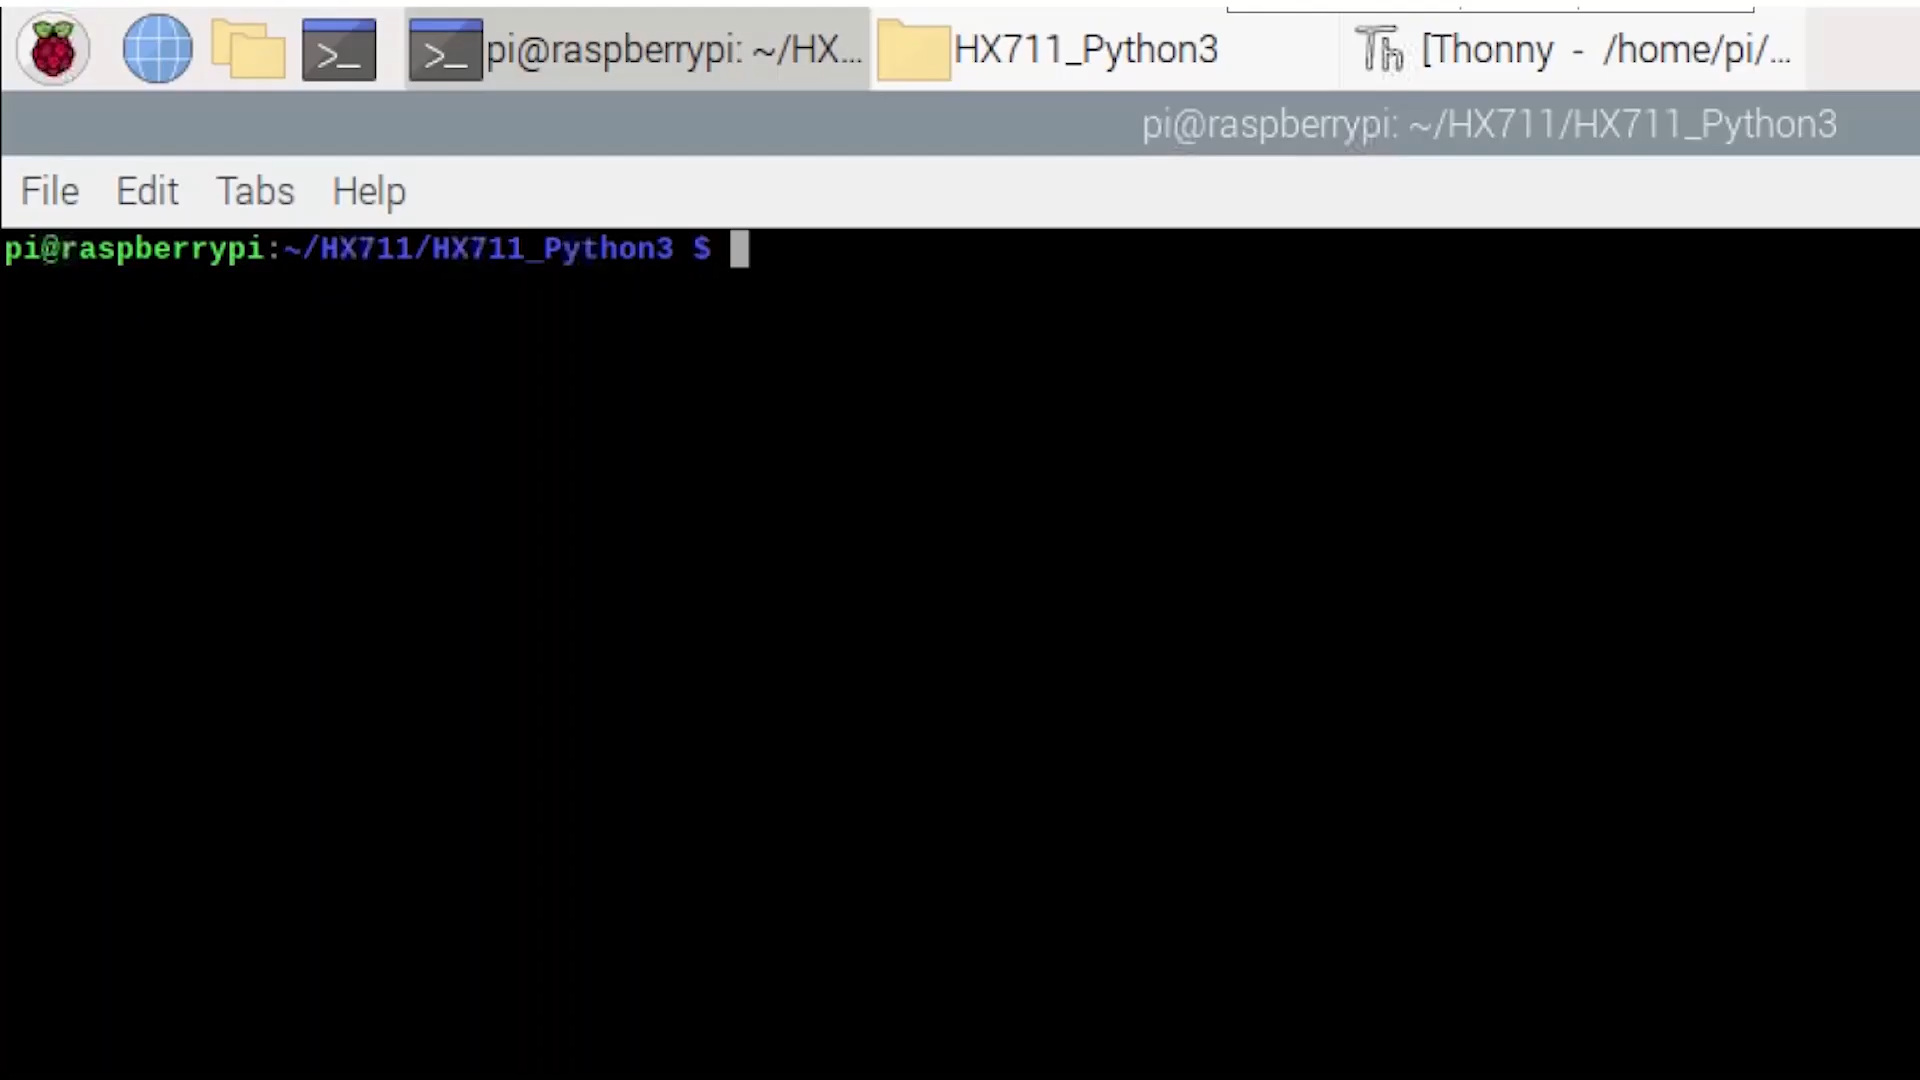 pi@raspberrypi: ~/HX... HX711_Python3 [Thonny - /home/pi/...
pi@raspberrypi: ~/HX711/HX711_Python3
File Edit Tabs Help
pi@raspberrypi:~/HX711/HX711_Python3 $